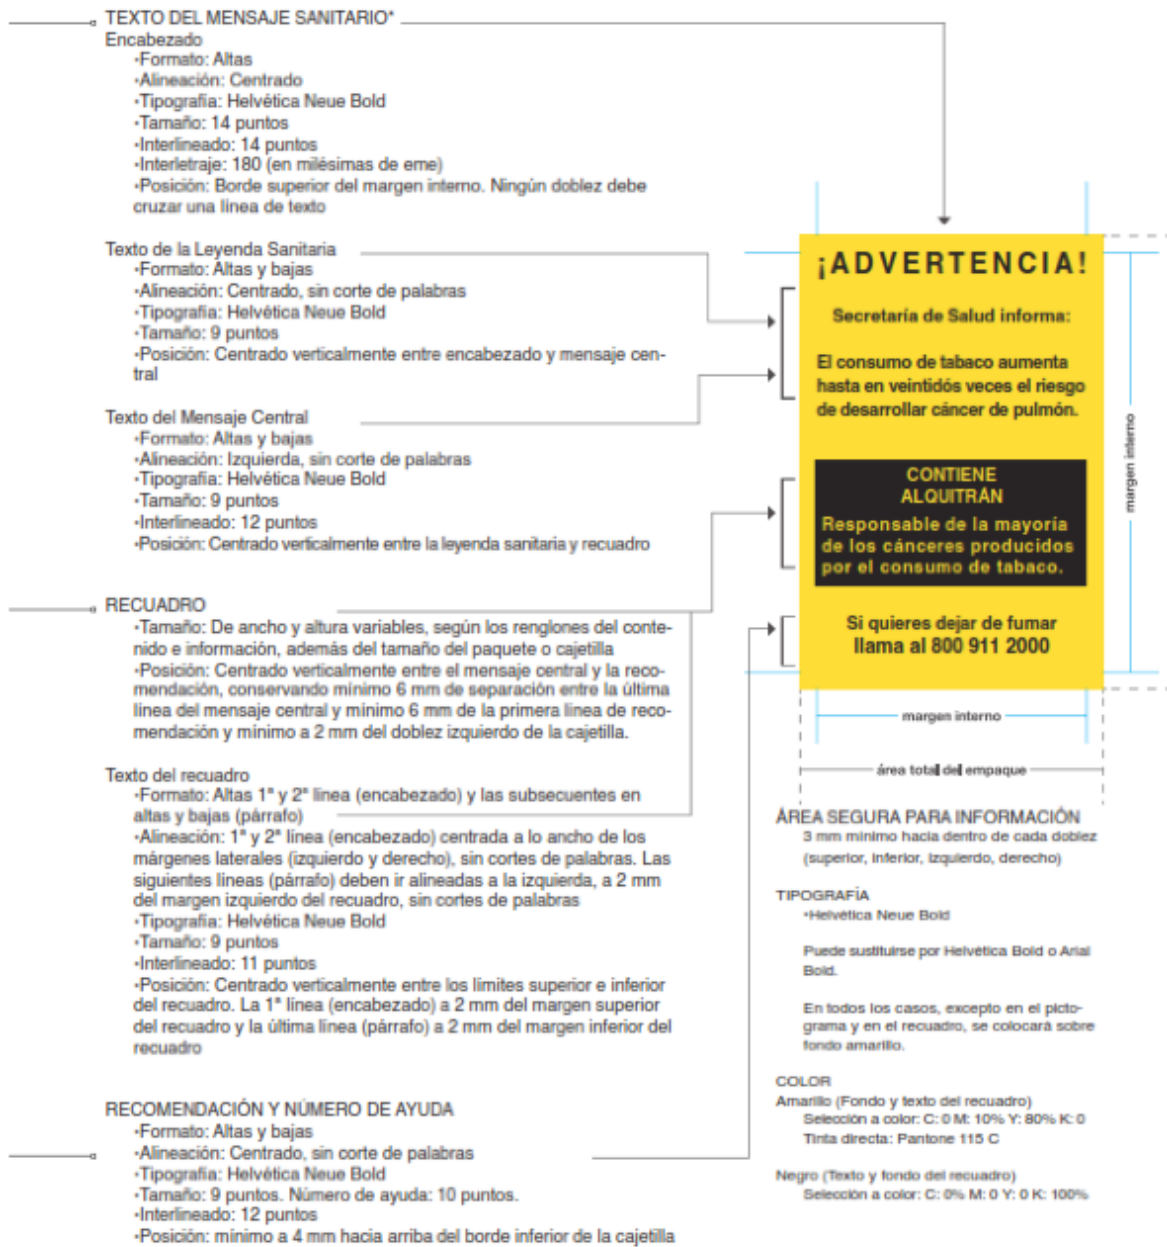 TEXTO DEL MENSAJE SANITARIO*
Encabezado
•Formato: Altas
•Alineación: Centrado
•Tipografía: Helvética Neue Bold
•Tamaño: 14 puntos
•Interlineado: 14 puntos
•Interletraje: 180 (en milésimas de eme)
•Posición: Borde superior del margen interno. Ningún doblez debe
cruzar una línea de texto
Texto de la Leyenda Sanitaria
•Formato: Altas y bajas
•Alineación: Centrado, sin corte de palabras
•Tipografía: Helvética Neue Bold
•Tamaño: 9 puntos
•Posición: Centrado verticalmente entre encabezado y mensaje cen-
tral
Texto del Mensaje Central
•Formato: Altas y bajas
•Alineación: Izquierda, sin corte de palabras
•Tipografía: Helvética Neue Bold
•Tamaño: 9 puntos
•Interlineado: 12 puntos
•Posición: Centrado verticalmente entre la leyenda sanitaria y recuadro
RECUADRO
•Tamaño: De ancho y altura variables, según los renglones del conte-
nido e información, además del tamaño del paquete o cajetilla
•Posición: Centrado verticalmente entre el mensaje central y la reco-
mendación, conservando mínimo 6 mm de separación entre la última
línea del mensaje central y mínimo 6 mm de la primera línea de reco-
mendación y mínimo a 2 mm del doblez izquierdo de la cajetilla.
Texto del recuadro
•Formato: Altas 1ª y 2ª línea (encabezado) y las subsecuentes en
altas y bajas (párrafo)
•Alineación: 1ª y 2ª línea (encabezado) centrada a lo ancho de los
márgenes laterales (izquierdo y derecho), sin cortes de palabras. Las
siguientes líneas (párrafo) deben ir alineadas a la izquierda, a 2 mm
del margen izquierdo del recuadro, sin cortes de palabras
•Tipografía: Helvética Neue Bold
•Tamaño: 9 puntos
•Interlineado: 11 puntos
•Posición: Centrado verticalmente entre los límites superior e inferior
del recuadro. La 1ª línea (encabezado) a 2 mm del margen superior
del recuadro y la última línea (párrafo) a 2 mm del margen inferior del
recuadro
RECOMENDACIÓN Y NÚMERO DE AYUDA
•Formato: Altas y bajas
•Alineación: Centrado, sin corte de palabras
•Tipografía: Helvética Neue Bold
•Tamaño: 9 puntos. Número de ayuda: 10 puntos.
•Interlineado: 12 puntos
•Posición: mínimo a 4 mm hacia arriba del borde inferior de la cajetilla
¡ADVERTENCIA!
Secretaría de Salud informa:
El consumo de tabaco aumenta
hasta en veintidós veces el riesgo
de desarrollar cáncer de pulmón.
CONTIENE
ALQUITRÁN
Responsable de la mayoría
de los cánceres producidos
por el consumo de tabaco.
Si quieres dejar de fumar
llama al 800 911 2000
margen interno
margen interno
área total del empaque
ÁREA SEGURA PARA INFORMACIÓN
3 mm mínimo hacia dentro de cada doblez
(superior, inferior, izquierdo, derecho)
TIPOGRAFÍA
•Helvética Neue Bold
Puede sustituirse por Helvética Bold o Arial
Bold.
En todos los casos, excepto en el picto-
grama y en el recuadro, se colocará sobre
fondo amarillo.
COLOR
Amarillo (Fondo y texto del recuadro)
Selección a color: C: 0 M: 10% Y: 80% K: 0
Tinta directa: Pantone 115 C
Negro (Texto y fondo del recuadro)
Selección a color: C: 0% M: 0 Y: 0 K: 100%